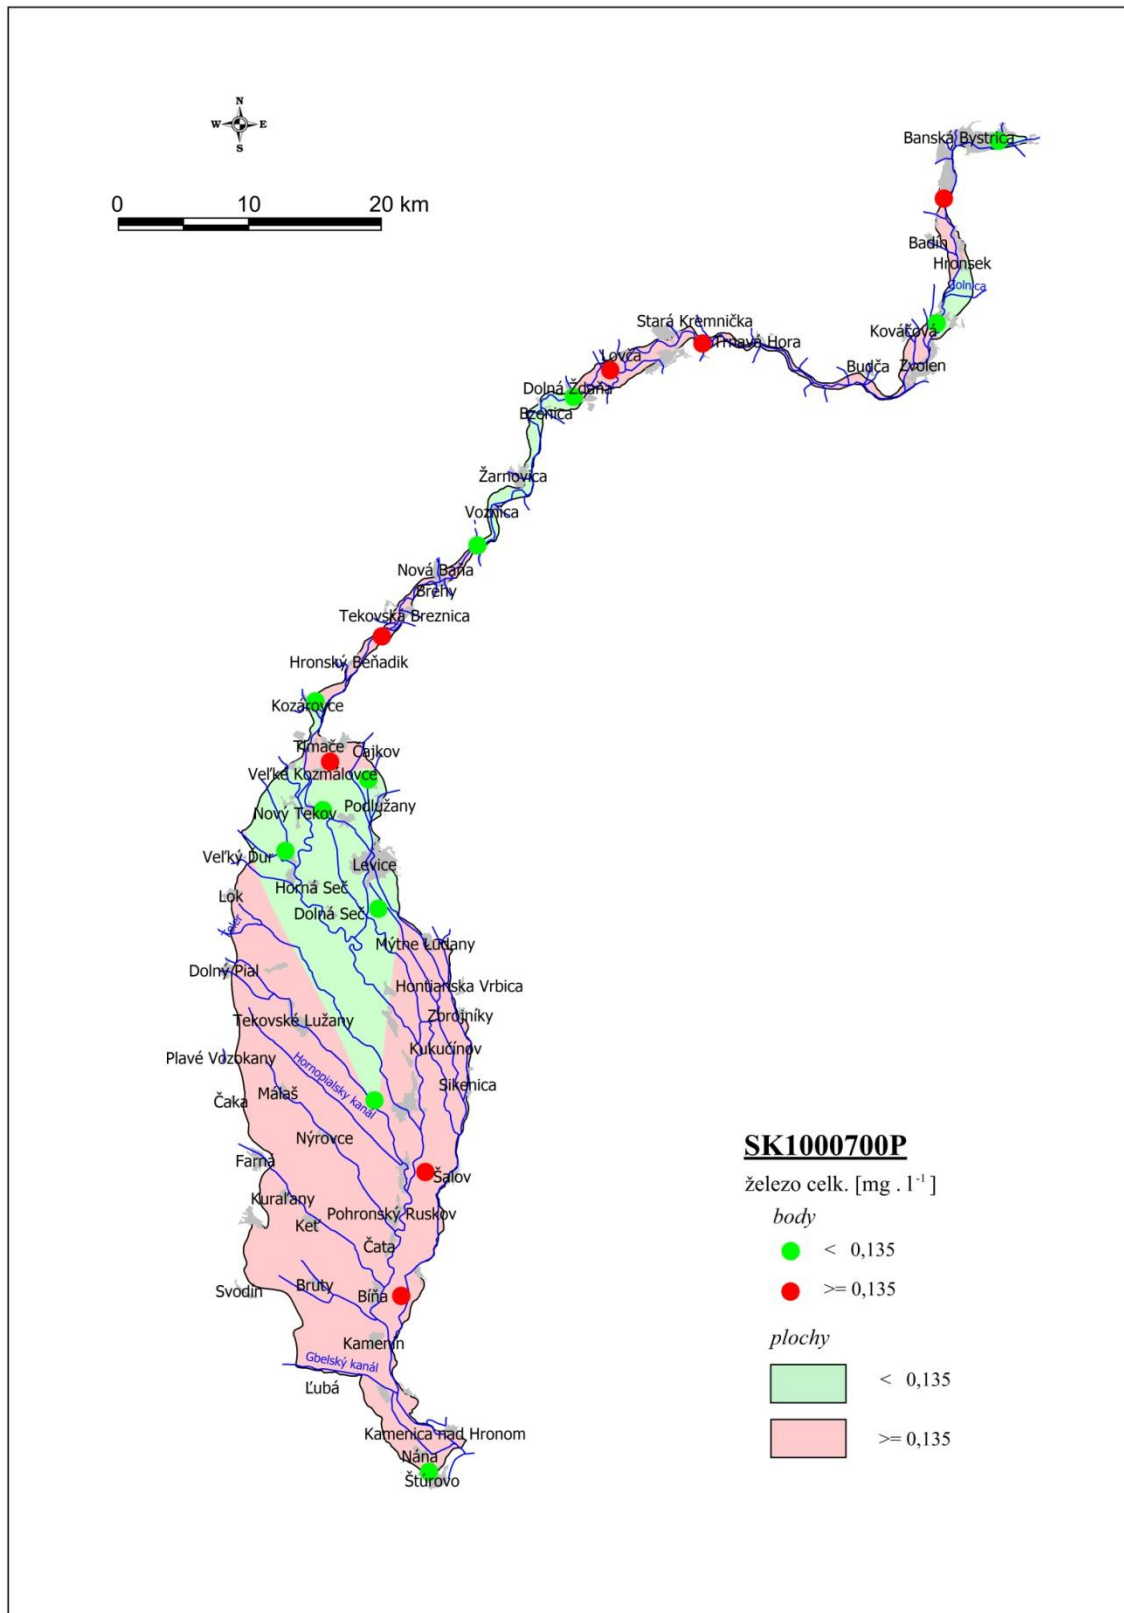 N
W E
S
0 10 20 km
Banská Bystrica
Badín
Hronsek
Kováčová
Zvolen
Budča
Stará Kremnička
Trnavá Hora
Lovča
Dolná Ždaňa
Bzenica
Žarnovica
Voznica
Nová Baňa
Brehy
Tekovská Breznica
Hronský Beňadik
Kozárovce
Tlmače
Čajkov
Veľké Kozmálovce
Nový Tekov
Podlužany
Veľký Ďur
Levice
Horná Seč
Lok
Dolná Seč
Mýtne Ludany
Dolný Pial
Hontianska Vrbica
Tekovské Lužany
Zbrojníky
Plavé Vozokany
Kukučínov
Hornopialsky kanál
Sikenica
Málaš
Čaka
Nýrovce
Farná
Šalov
Kuraľany
Keť
Pohronský Ruskov
Čata
Svodín
Bruty
Bíňa
Kamenín
Gbelský kanál
Ľubá
Kamenica nad Hronom
Nána
Štúrovo
SK1000700P
železo celk. [mg . l⁻¹]
body
< 0,135
>= 0,135
plochy
< 0,135
>= 0,135